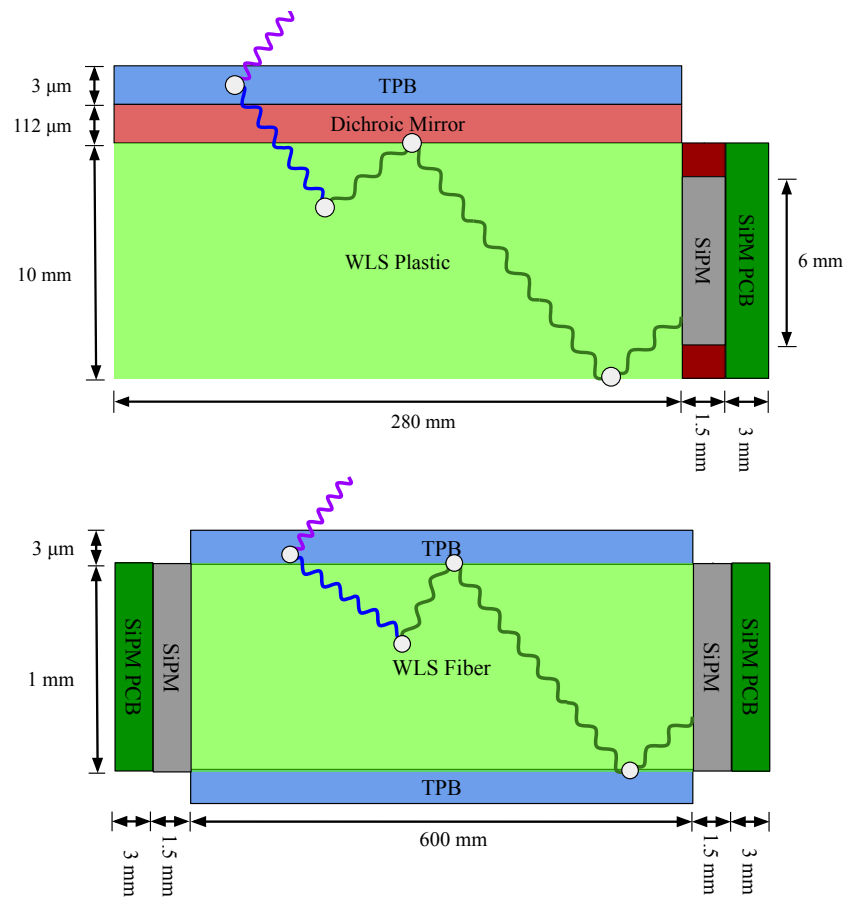 3 μm
TPB
112 μm
Dichroic Mirror
10 mm
WLS Plastic
SiPM
SiPM PCB
6 mm
280 mm
1.5 mm
3 mm
3 μm
TPB
1 mm
SiPM PCB
SiPM
WLS Fiber
SiPM
SiPM PCB
TPB
3 mm
1.5 mm
600 mm
1.5 mm
3 mm